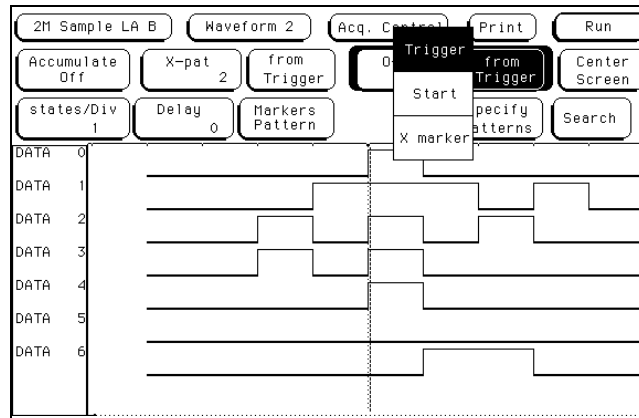 2M Sample LA B
Waveform 2
Acq. Control
Print
Run
Accumulate
Off
X-pat
2
from
Trigger
Trigger
Start
X marker
from
Trigger
Center
Screen
states/Div
1
Delay
0
Markers
Pattern
Search
DATA 0
DATA 1
DATA 2
DATA 3
DATA 4
DATA 5
DATA 6